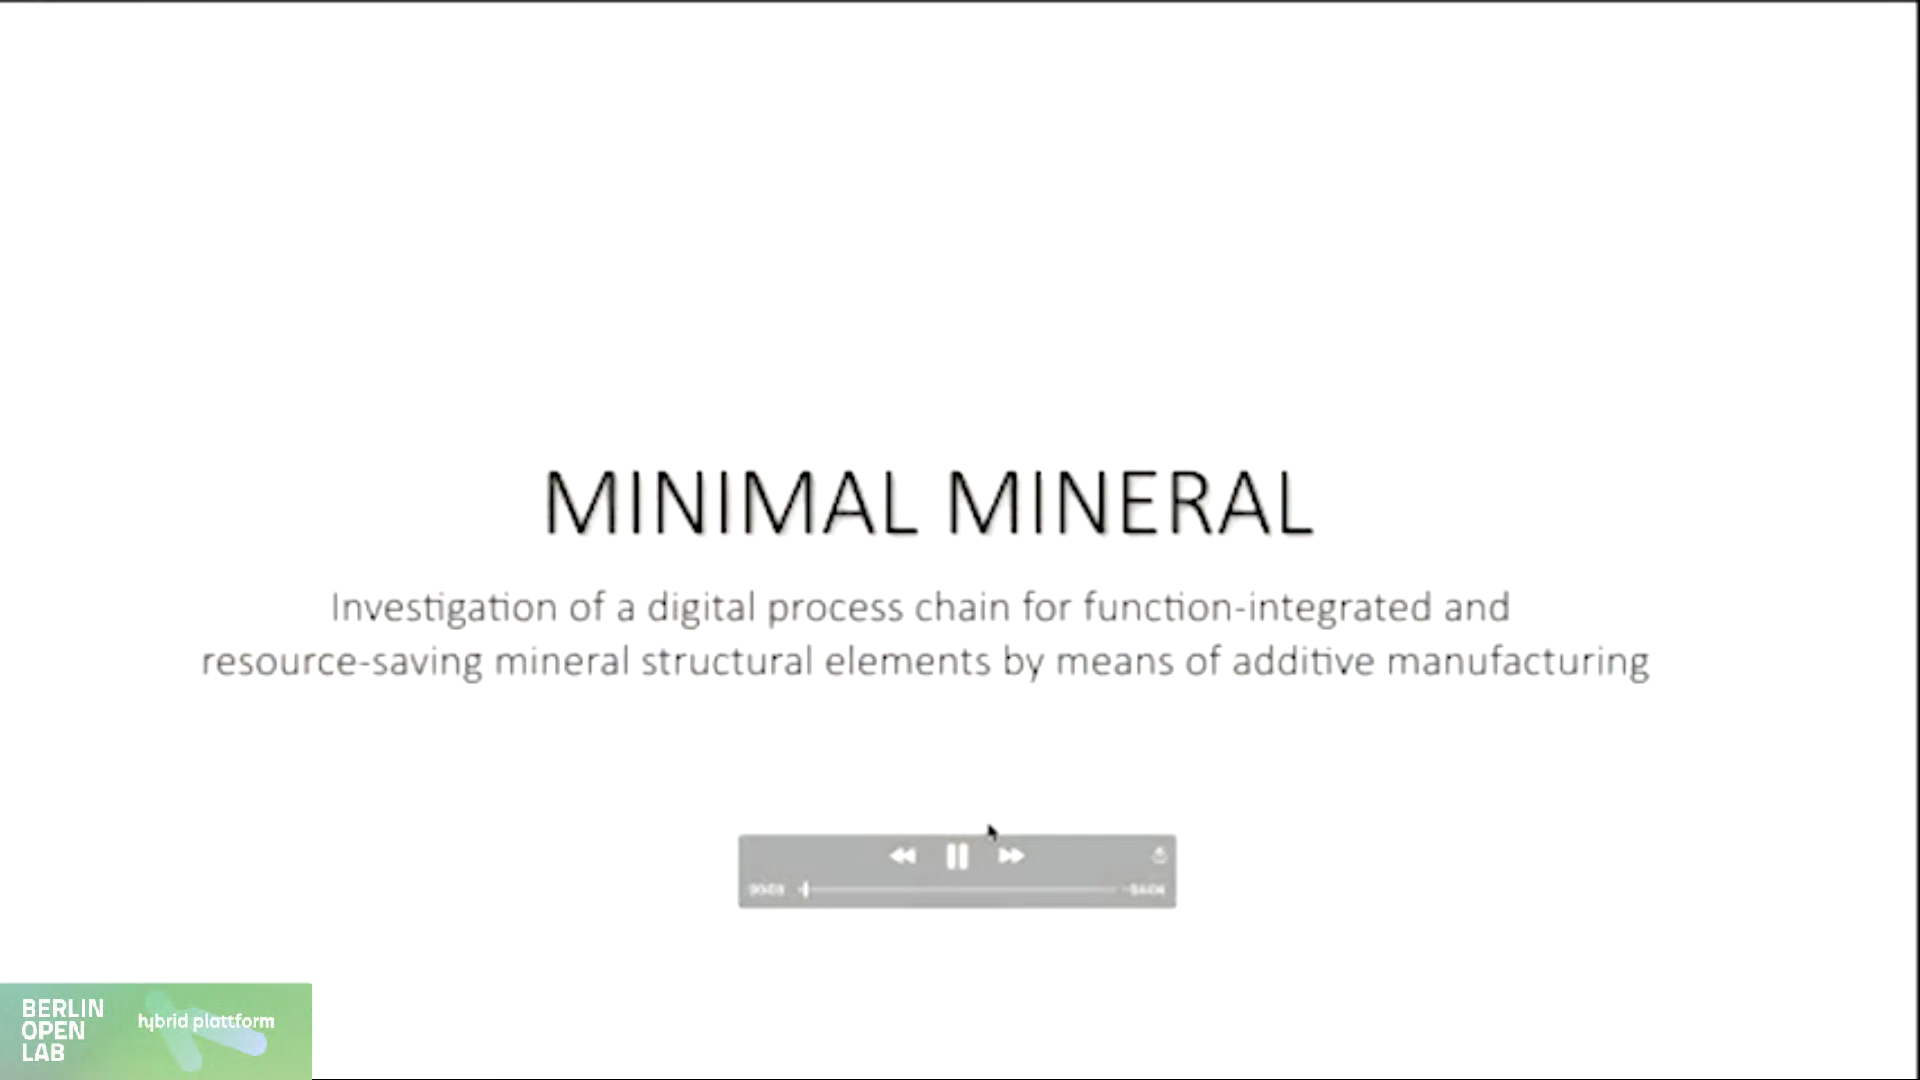 MINIMAL MINERAL
Investigation of a digital process chain for function-integrated and
resource-saving mineral structural elements by means of additive manufacturing
BERLIN
OPEN
LAB
hybrid plattform